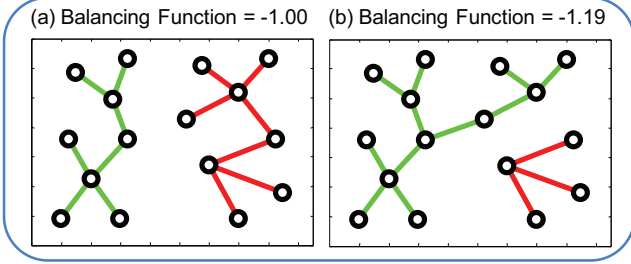 (a) Balancing Function = -1.00
(b) Balancing Function = -1.19